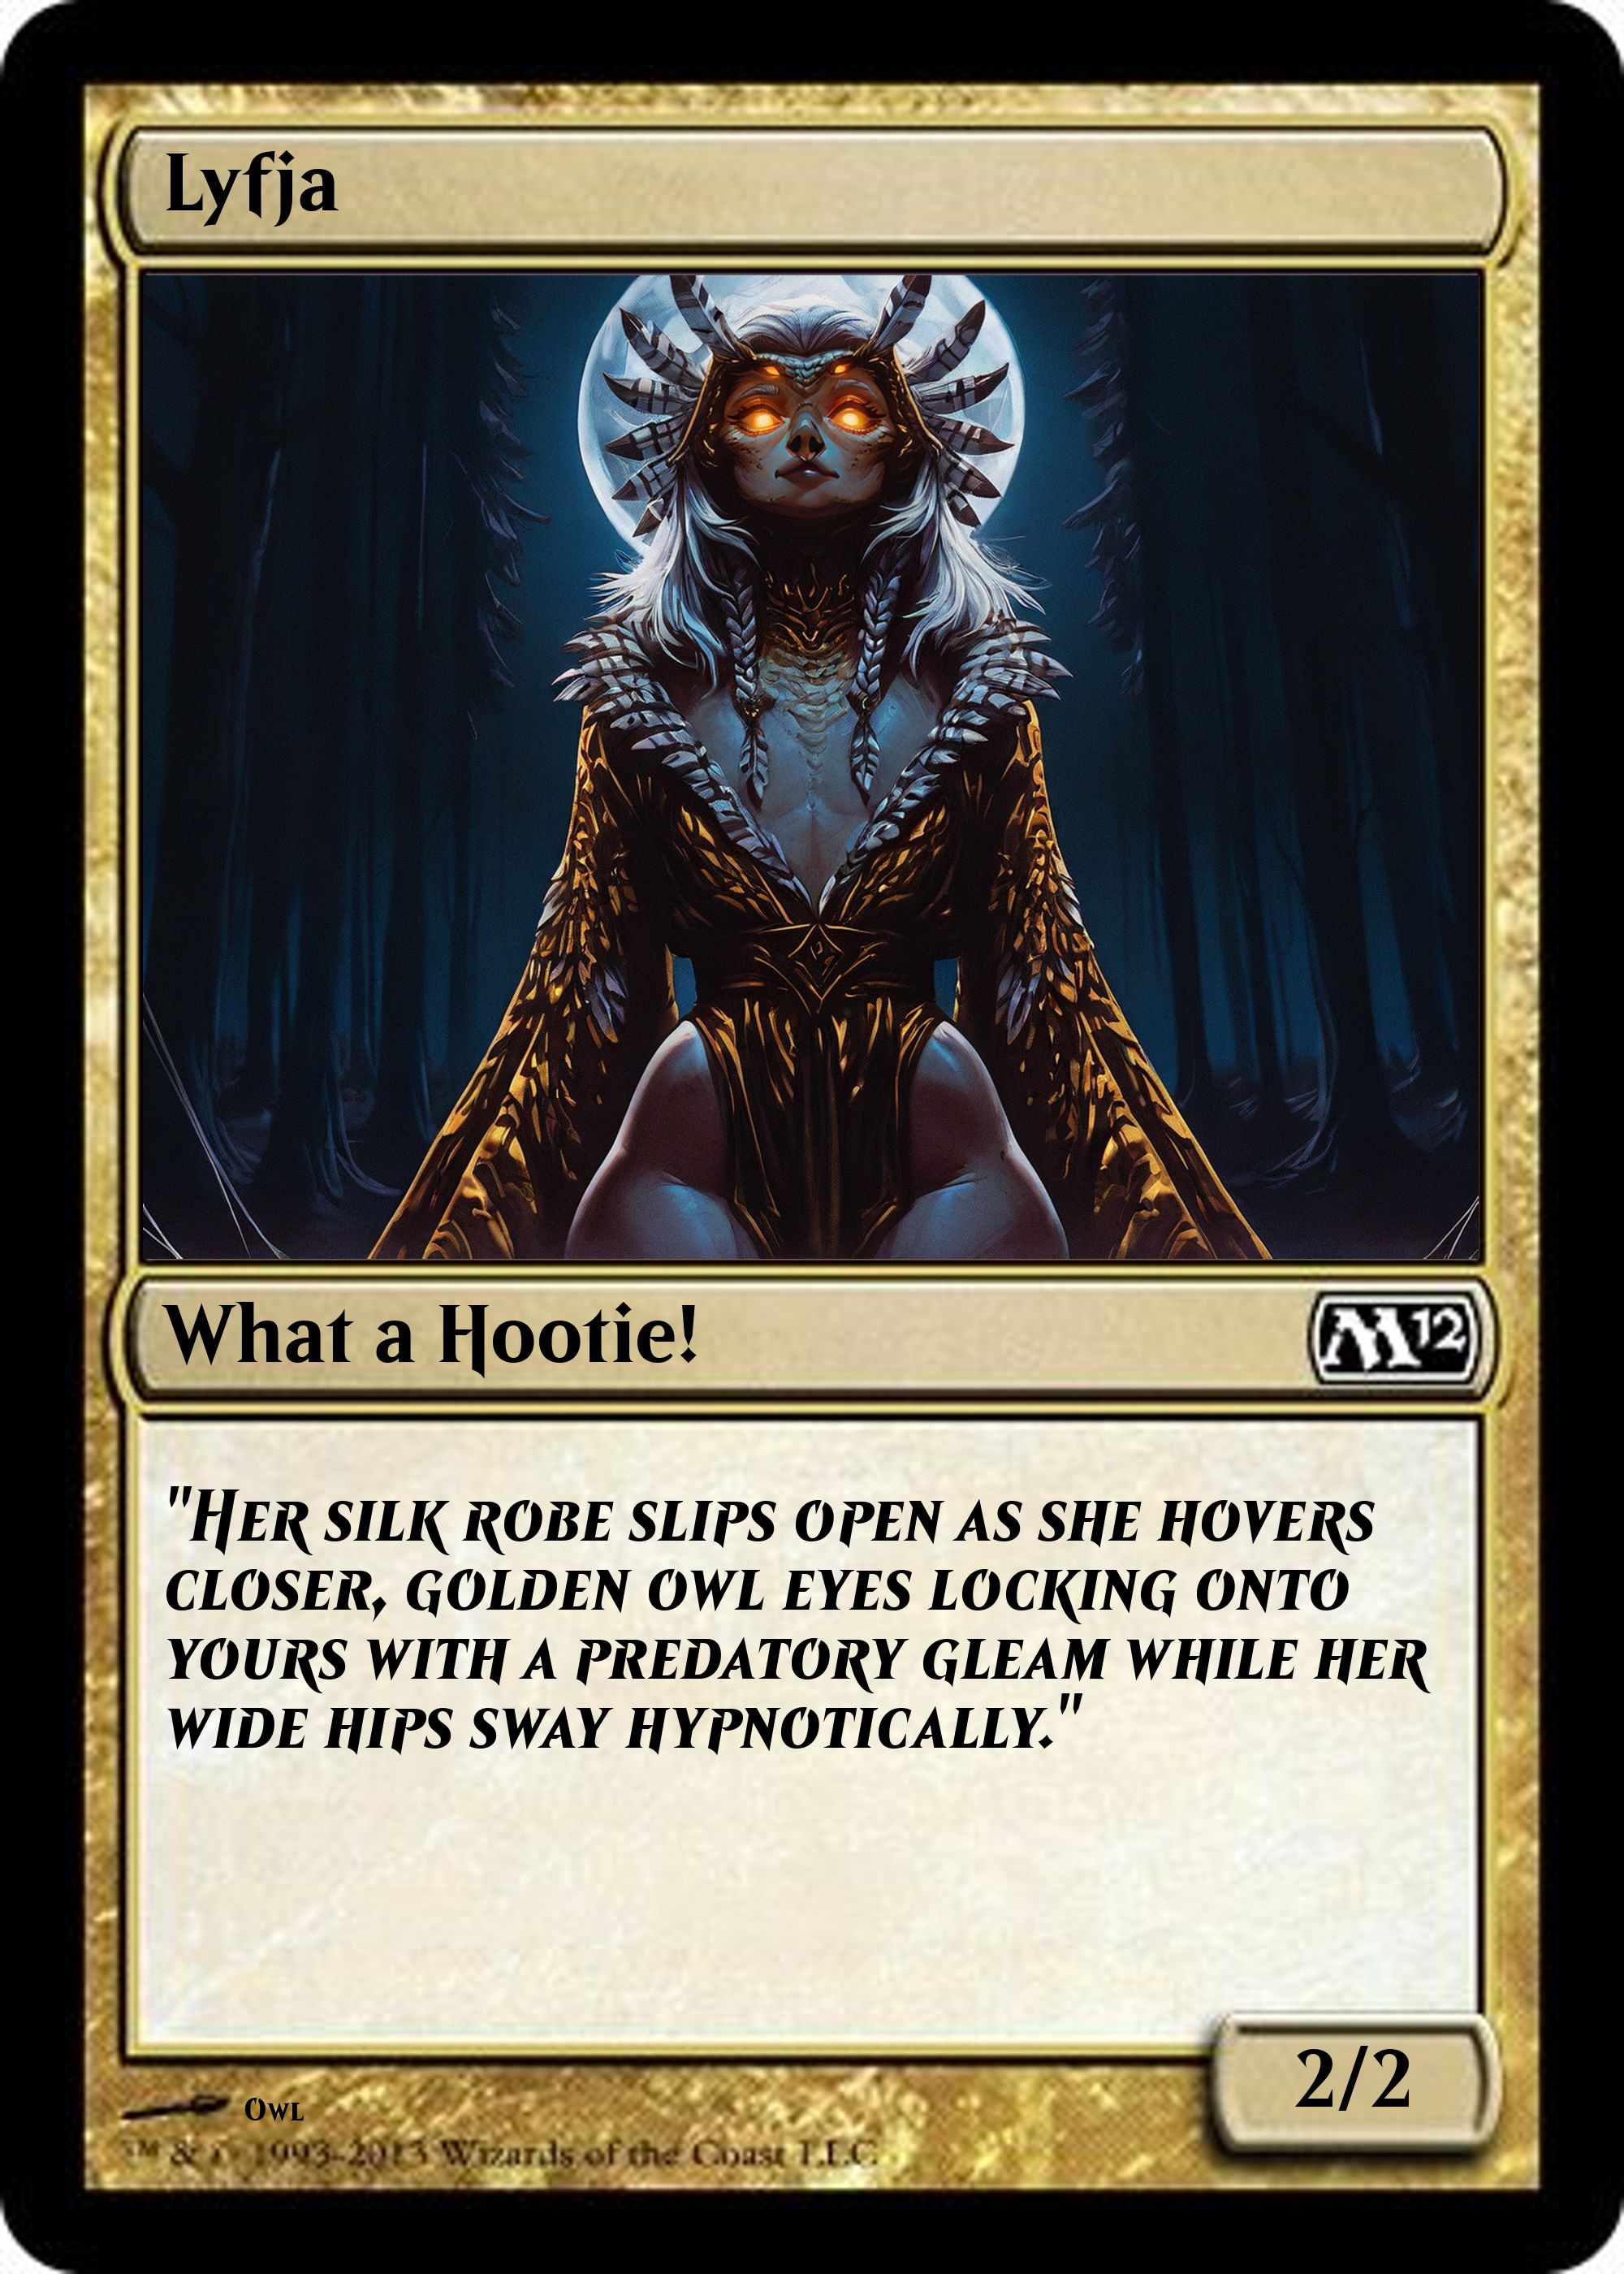 Lyfja
What a Hootie!
M12
"Her silk robe slips open as she hovers
closer, golden owl eyes locking onto
yours with a predatory gleam while her
wide hips sway hypnotically."
2/2
Owl
™ & © 1993-2013 Wizards of the Coast LLC